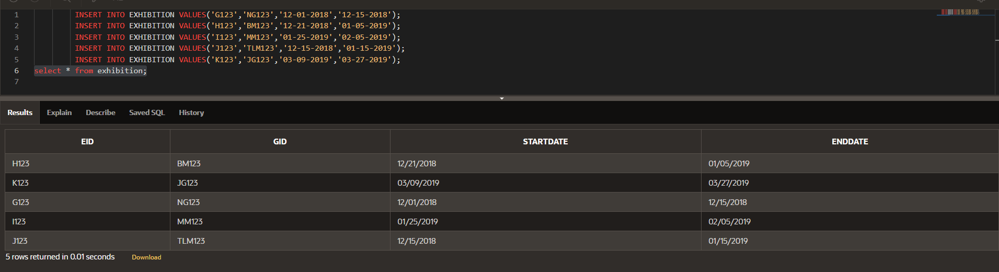 1 INSERT INTO EXHIBITION VALUES('G123','NG123','12-01-2018','12-15-2018');
2 INSERT INTO EXHIBITION VALUES('H123','BM123','12-21-2018','01-05-2019');
3 INSERT INTO EXHIBITION VALUES('I123','MM123','01-25-2019','02-05-2019');
4 INSERT INTO EXHIBITION VALUES('J123','TLM123','12-15-2018','01-15-2019');
5 INSERT INTO EXHIBITION VALUES('K123','JG123','03-09-2019','03-27-2019');
6 select * from exhibition;
7
Results Explain Describe Saved SQL History
EID GID STARTDATE ENDDATE
H123 BM123 12/21/2018 01/05/2019
K123 JG123 03/09/2019 03/27/2019
G123 NG123 12/01/2018 12/15/2018
I123 MM123 01/25/2019 02/05/2019
J123 TLM123 12/15/2018 01/15/2019
5 rows returned in 0.01 seconds Download